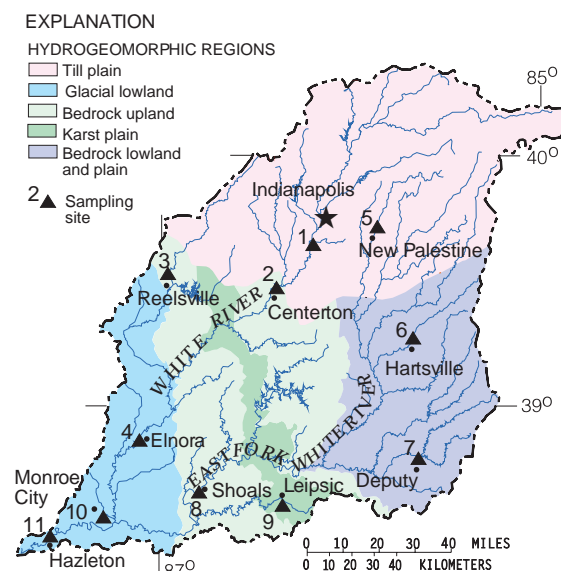 EXPLANATION
HYDROGEOMORPHIC REGIONS
Till plain
Glacial lowland
Bedrock upland
Karst plain
Bedrock lowland
and plain
2 Sampling
site
85°
40°
Indianapolis
1
5
New Palestine
3
Reelsville
2
Centerton
WHITE RIVER
6
Hartsville
39°
4
Elnora
EAST FORK WHITE RIVER
7
Deputy
Monroe
City
10
8
Shoals
Leipsic
9
11
Hazleton
87°
0 10 20 30 40 MILES
0 10 20 30 40 KILOMETERS